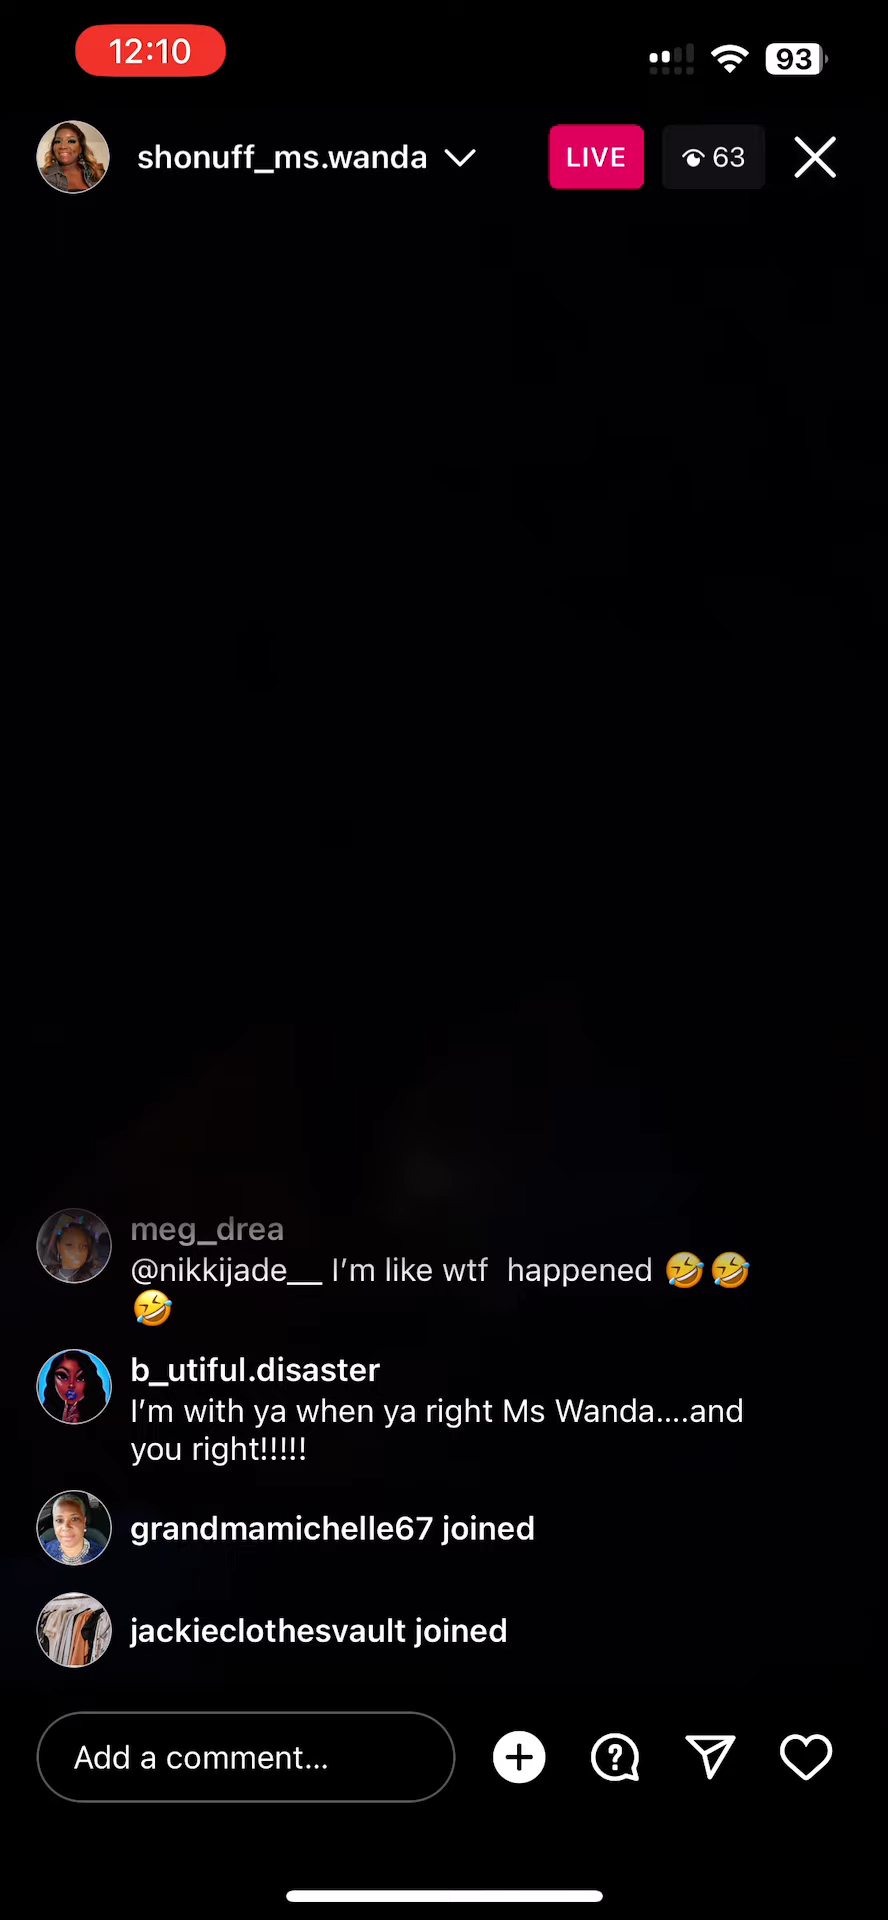 12:10
93
shonuff_ms.wanda
LIVE
63
meg_drea
@nikkijade__ I’m like wtf  happened 🤣🤣
🤣
b_utiful.disaster
I’m with ya when ya right Ms Wanda....and
you right!!!!!
grandmamichelle67 joined
jackieclothesvault joined
Add a comment...